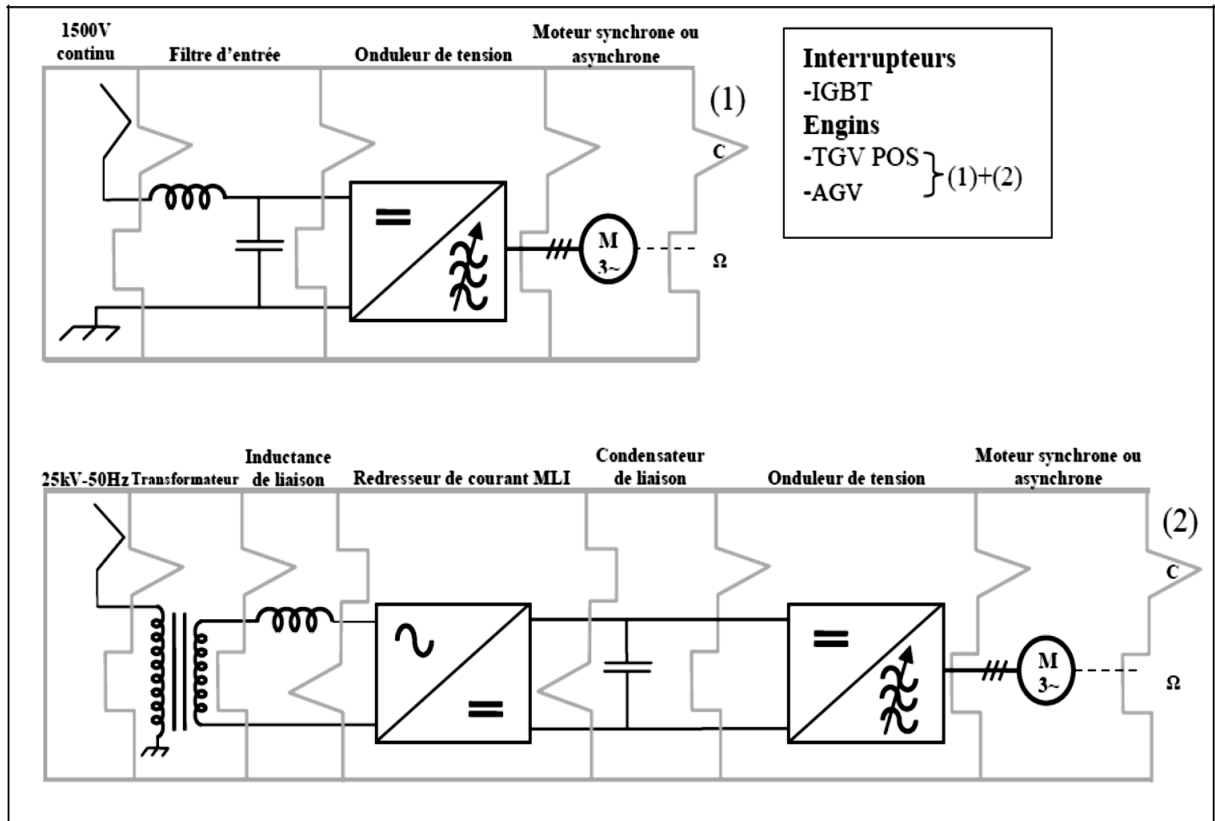 1500V
continu
Filtre d'entrée
Onduleur de tension
Moteur synchrone ou
asynchrone
(1)
C
M
3~
Ω
Interrupteurs
-IGBT
Engins
-TGV POS
-AGV
(1)+(2)
25kV-50Hz
Transformateur
Inductance
de liaison
Redresseur de courant MLI
Condensateur
de liaison
Onduleur de tension
Moteur synchrone ou
asynchrone
(2)
C
M
3~
Ω